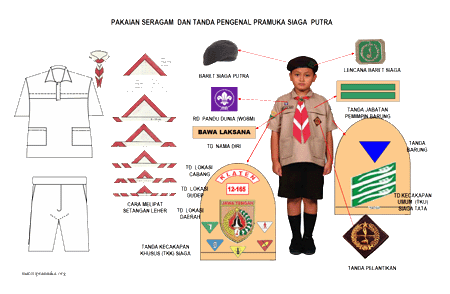 PAKAIAN SERAGAM DAN TANDA PENGENAL PRAMUKA SIAGA PUTRA
BARET SIAGA PUTRA
LENCANA BARET SIAGA
RD PANDU DUNIA (WOSM)
TANDA JABATAN
PEMIMPIN BARUNG
BAWA LAKSANA
TD NAMA DIRI
TANDA
BARUNG
TD LOKASI
CABANG
KLATEN
12-165
TD LOKASI
GUDEP
TD LOKASI
DAERAH
JAWA TENGAH
CARA MELIPAT
SETANGAN LEHER
TD KECAKAPAN
UMUM (TKU)
SIAGA TATA
TANDA KECAKAPAN
KHUSUS (TKK) SIAGA
TANDA PELANTIKAN